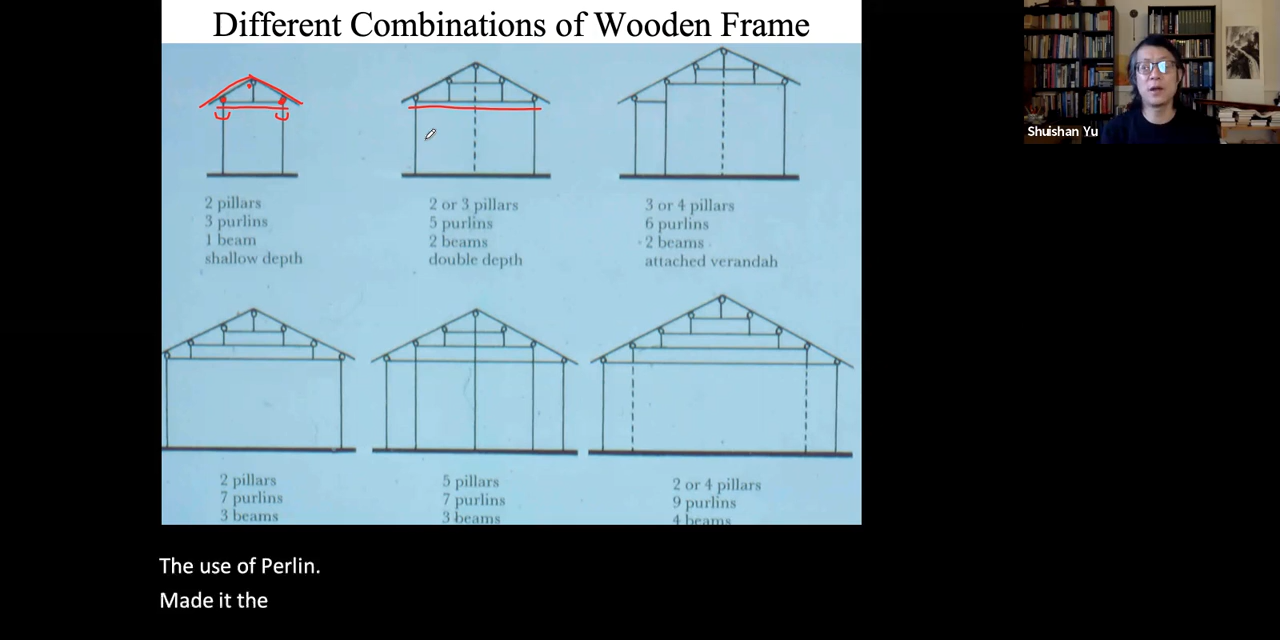 Different Combinations of Wooden Frame
Shuishan Yu
2 pillars
3 purlins
1 beam
shallow depth
2 or 3 pillars
5 purlins
2 beams
double depth
3 or 4 pillars
6 purlins
2 beams
attached verandah
2 pillars
7 purlins
3 beams
5 pillars
7 purlins
3 beams
2 or 4 pillars
9 purlins
4 beams
The use of Perlin.
Made it the